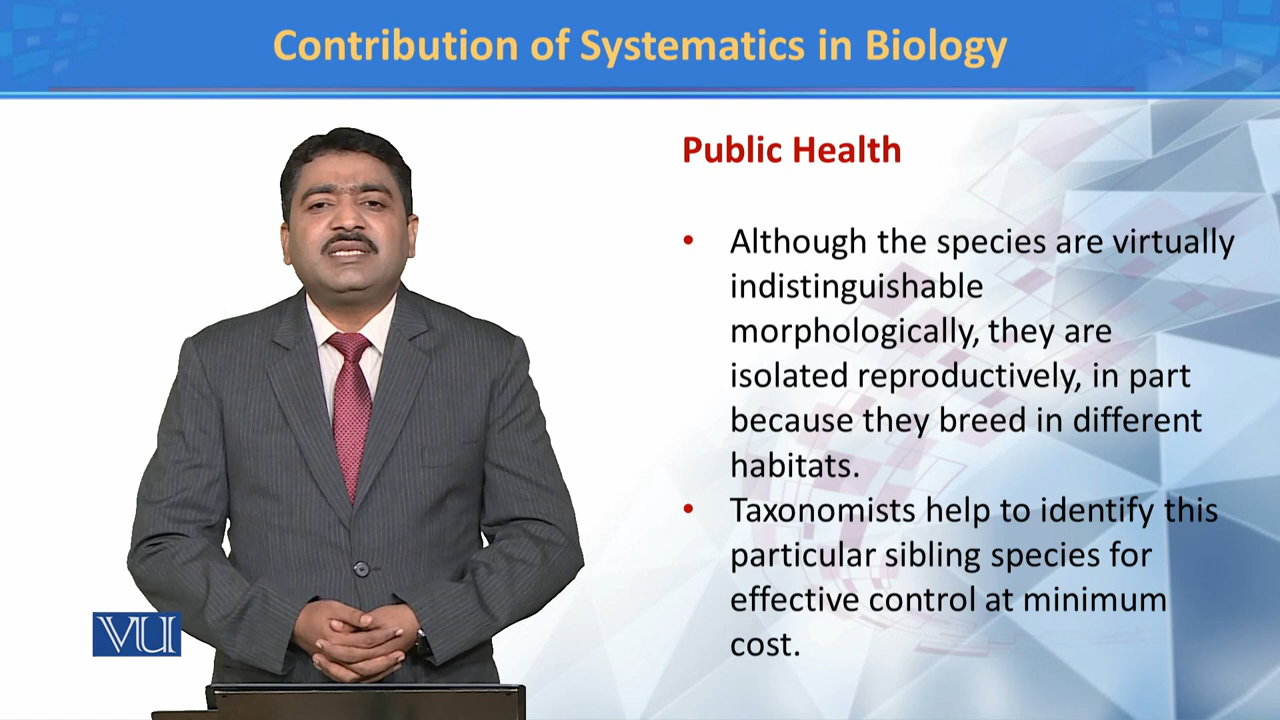 Contribution of Systematics in Biology
Public Health
• Although the species are virtually
indistinguishable
morphologically, they are
isolated reproductively, in part
because they breed in different
habitats.
• Taxonomists help to identify this
particular sibling species for
effective control at minimum
cost.
VU